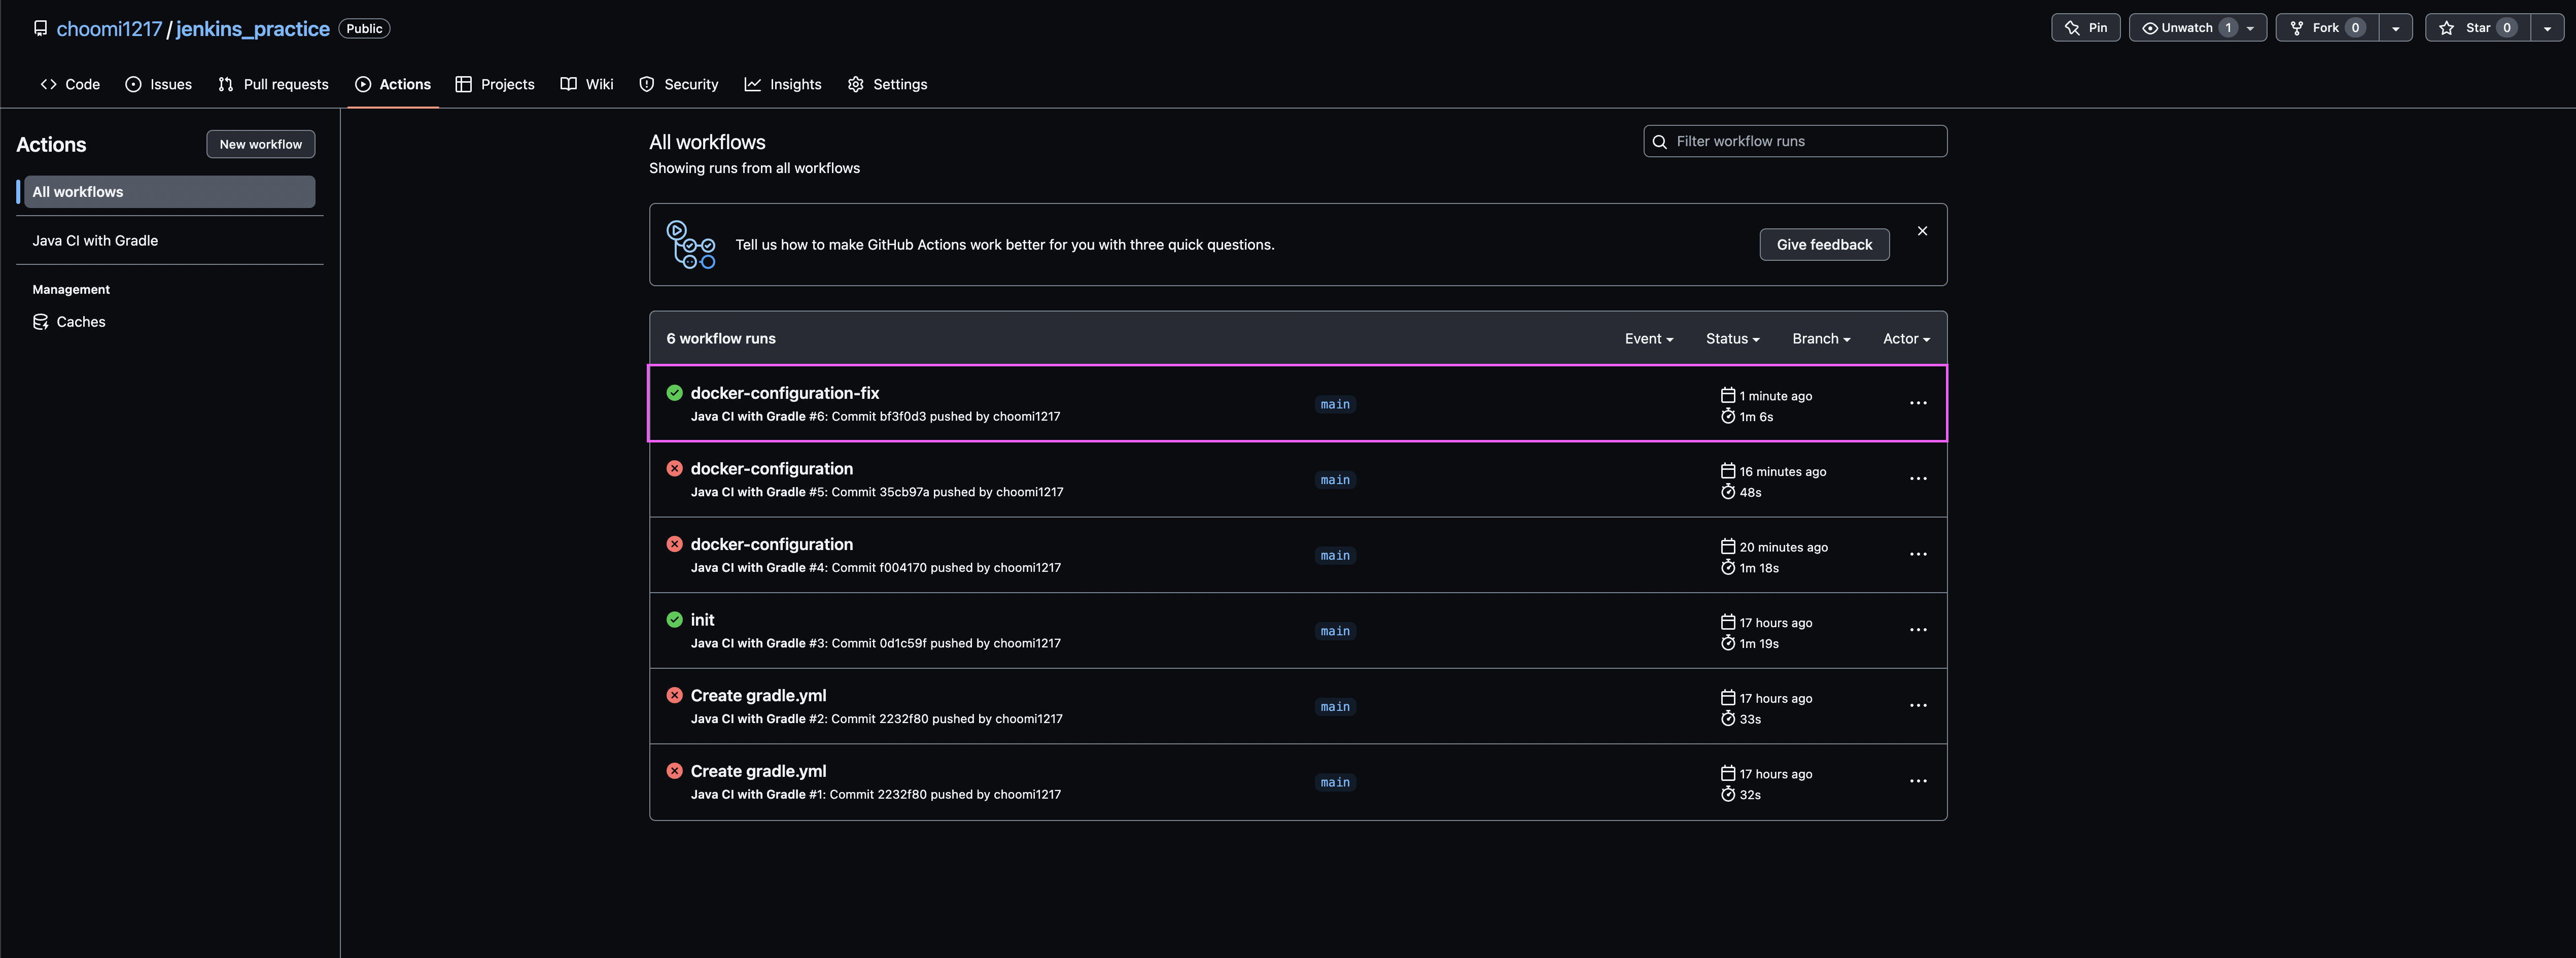 choomi1217 / jenkins_practice Public
Pin
Unwatch 1
Fork 0
Star 0
Code
Issues
Pull requests
Actions
Projects
Wiki
Security
Insights
Settings
Actions
New workflow
All workflows
Java CI with Gradle
Management
Caches
All workflows
Showing runs from all workflows
Filter workflow runs
Tell us how to make GitHub Actions work better for you with three quick questions.
Give feedback
6 workflow runs
Event
Status
Branch
Actor
docker-configuration-fix
Java CI with Gradle #6: Commit bf3f0d3 pushed by choomi1217
main
1 minute ago
1m 6s
docker-configuration
Java CI with Gradle #5: Commit 35cb97a pushed by choomi1217
main
16 minutes ago
48s
docker-configuration
Java CI with Gradle #4: Commit f004170 pushed by choomi1217
main
20 minutes ago
1m 18s
init
Java CI with Gradle #3: Commit 0d1c59f pushed by choomi1217
main
17 hours ago
1m 19s
Create gradle.yml
Java CI with Gradle #2: Commit 2232f80 pushed by choomi1217
main
17 hours ago
33s
Create gradle.yml
Java CI with Gradle #1: Commit 2232f80 pushed by choomi1217
main
17 hours ago
32s